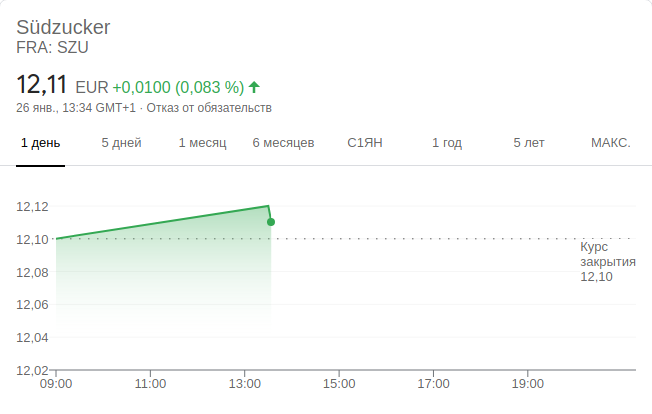 Südzucker
FRA: SZU
12,11 EUR +0,0100 (0,083 %)
26 янв., 13:34 GMT+1 · Отказ от обязательств
1 день 5 дней 1 месяц 6 месяцев С1ЯН 1 год 5 лет МАКС.
12,12
12,10
Курс
закрытия
12,10
12,08
12,06
12,04
12,02
09:00 11:00 13:00 15:00 17:00 19:00